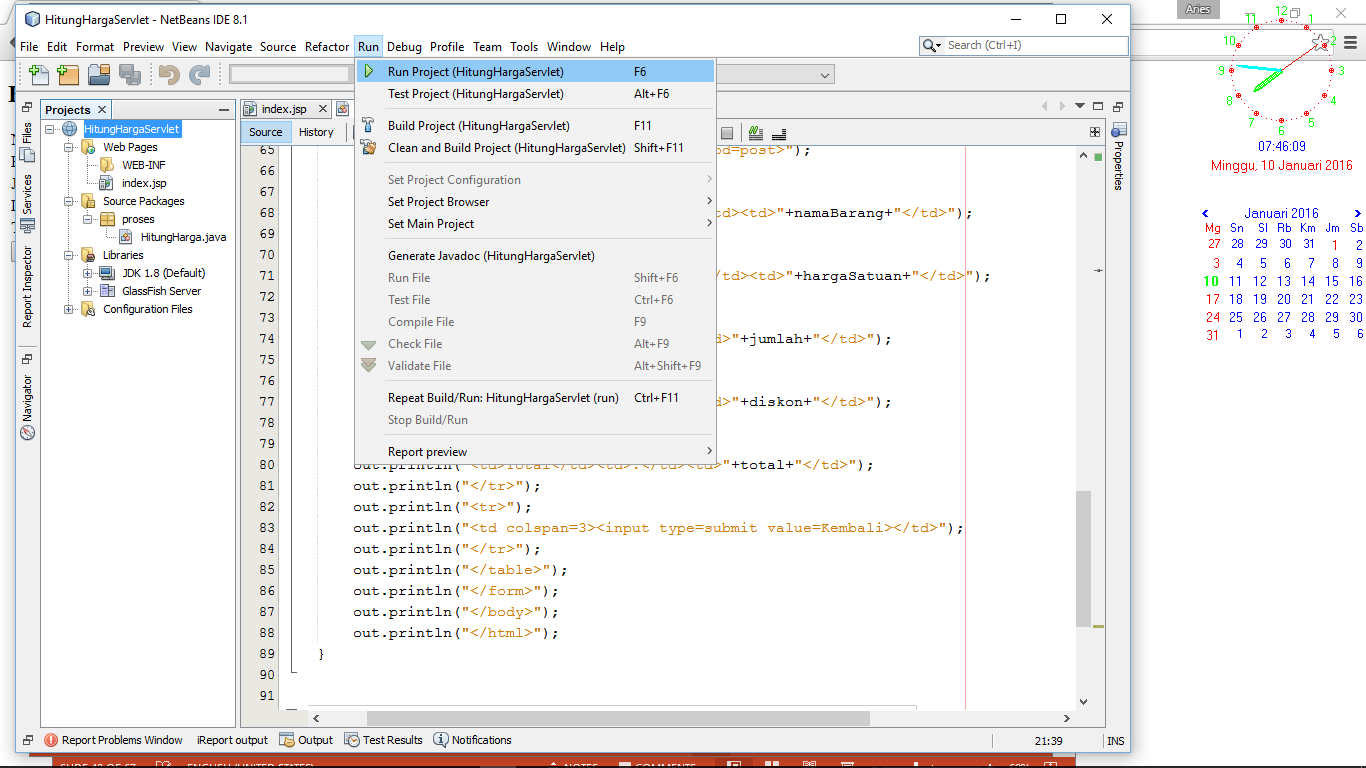 HitungHargaServlet - NetBeans IDE 8.1
File Edit Format Preview View Navigate Source Refactor Run Debug Profile Team Tools Window Help
Search (Ctrl+I)
Projects
HitungHargaServlet
Web Pages
WEB-INF
index.jsp
Source Packages
proses
HitungHarga.java
Libraries
JDK 1.8 (Default)
GlassFish Server
Configuration Files
Files
Services
Report Inspector
Navigator
index.jsp
Source History
Run Project (HitungHargaServlet) F6
Test Project (HitungHargaServlet) Alt+F6
Build Project (HitungHargaServlet) F11
Clean and Build Project (HitungHargaServlet) Shift+F11
Set Project Configuration
Set Project Browser
Set Main Project
Generate Javadoc (HitungHargaServlet)
Run File Shift+F6
Test File Ctrl+F6
Compile File F9
Check File Alt+F9
Validate File Alt+Shift+F9
Repeat Build/Run: HitungHargaServlet (run) Ctrl+F11
Stop Build/Run
Report preview
65 od=post>");
66
67
68 td><td>"+namaBarang+"</td>");
69
70
71 /td><td>"+hargaSatuan+"</td>");
72
73
74 d>"+jumlah+"</td>");
75
76
77 d>"+diskon+"</td>");
78
79
80 out.println("<td>Total</td><td>:</td><td>"+total+"</td>");
81 out.println("</tr>");
82 out.println("<tr>");
83 out.println("<td colspan=3><input type=submit value=Kembali></td>");
84 out.println("</tr>");
85 out.println("</table>");
86 out.println("</form>");
87 out.println("</body>");
88 out.println("</html>");
89 }
90
91
Properties
Report Problems Window iReport output Output Test Results Notifications
21:39 INS
Aries
12 1 2 3 4 5 6 7 8 9 10 11
07:46:09
Minggu, 10 Januari 2016
< Januari 2016 >
Mg Sn Sl Rb Km Jm Sb
27 28 29 30 31 1 2
3 4 5 6 7 8 9
10 11 12 13 14 15 16
17 18 19 20 21 22 23
24 25 26 27 28 29 30
31 1 2 3 4 5 6